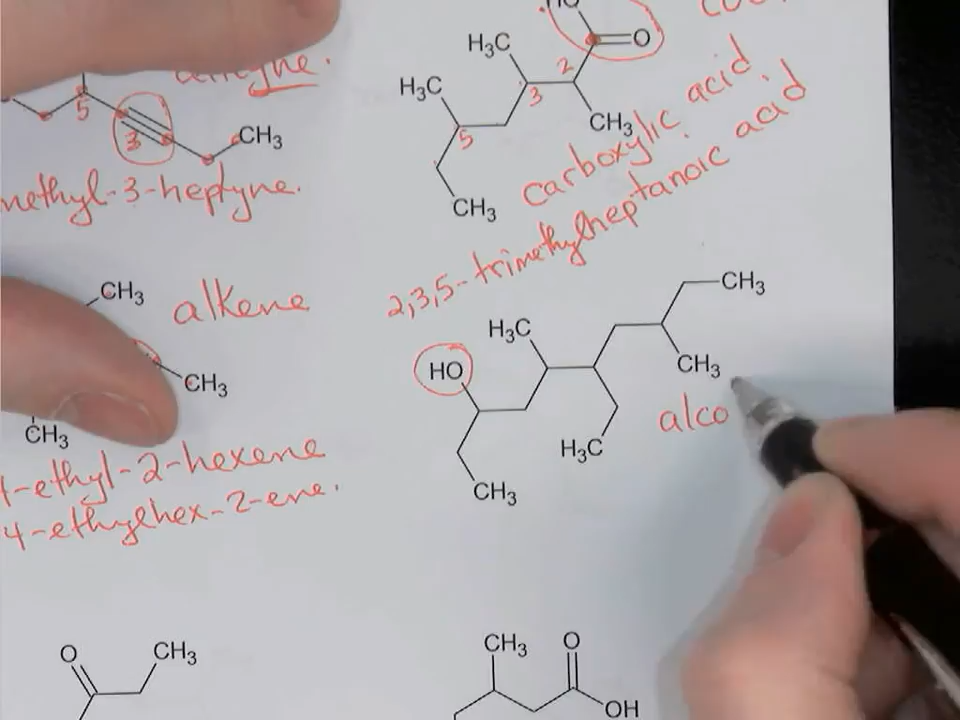 H₃C
O
2
3
H₃C
CH₃
5
CH₃
carboxylic acid
2,3,5-trimethylheptanoic acid
5
3
CH₃
methyl-3-heptyne.
CH₃
alkene
CH₃
CH₃
4-ethyl-2-hexene
4-ethylhex-2-ene.
CH₃
H₃C
HO
CH₃
alco
H₃C
CH₃
O
CH₃
CH₃
O
OH